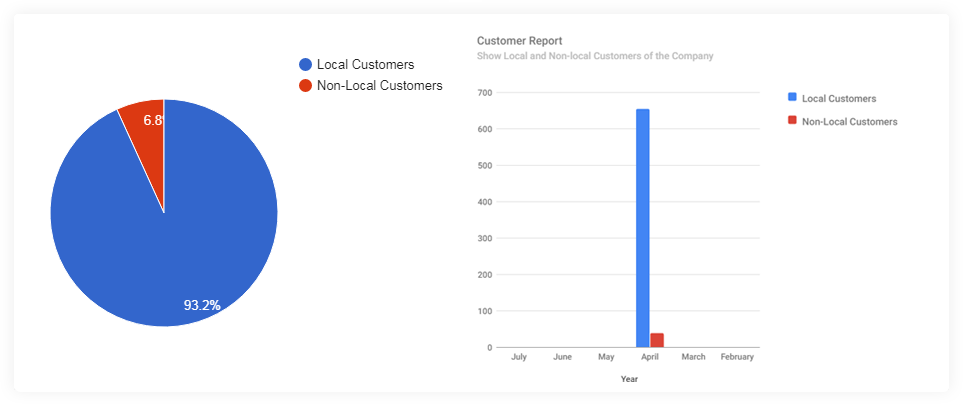 Local Customers
Non-Local Customers
6.8
93.2%
Customer Report
Show Local and Non-local Customers of the Company
700
600
500
400
300
200
100
0
July June May April March February
Year
Local Customers
Non-Local Customers